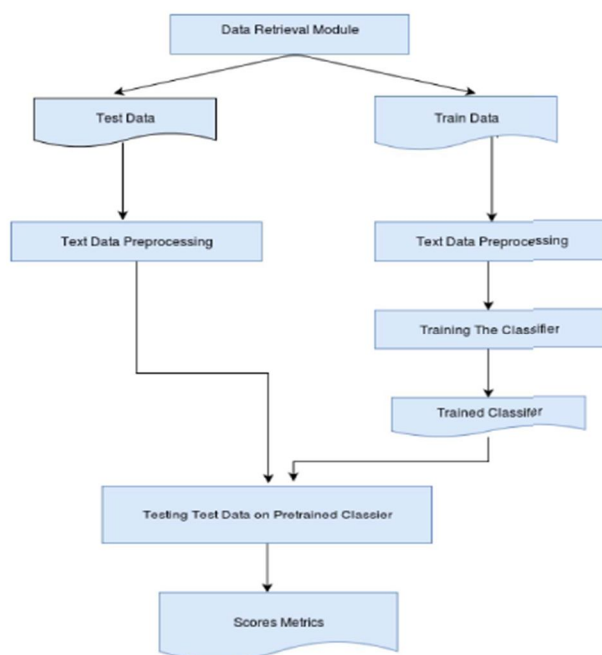 Data Retrieval Module
Test Data
Train Data
Text Data Preprocessing
Text Data Preprocessing
Training The Classifier
Trained Classifer
Testing Test Data on Pretrained Classier
Scores Metrics